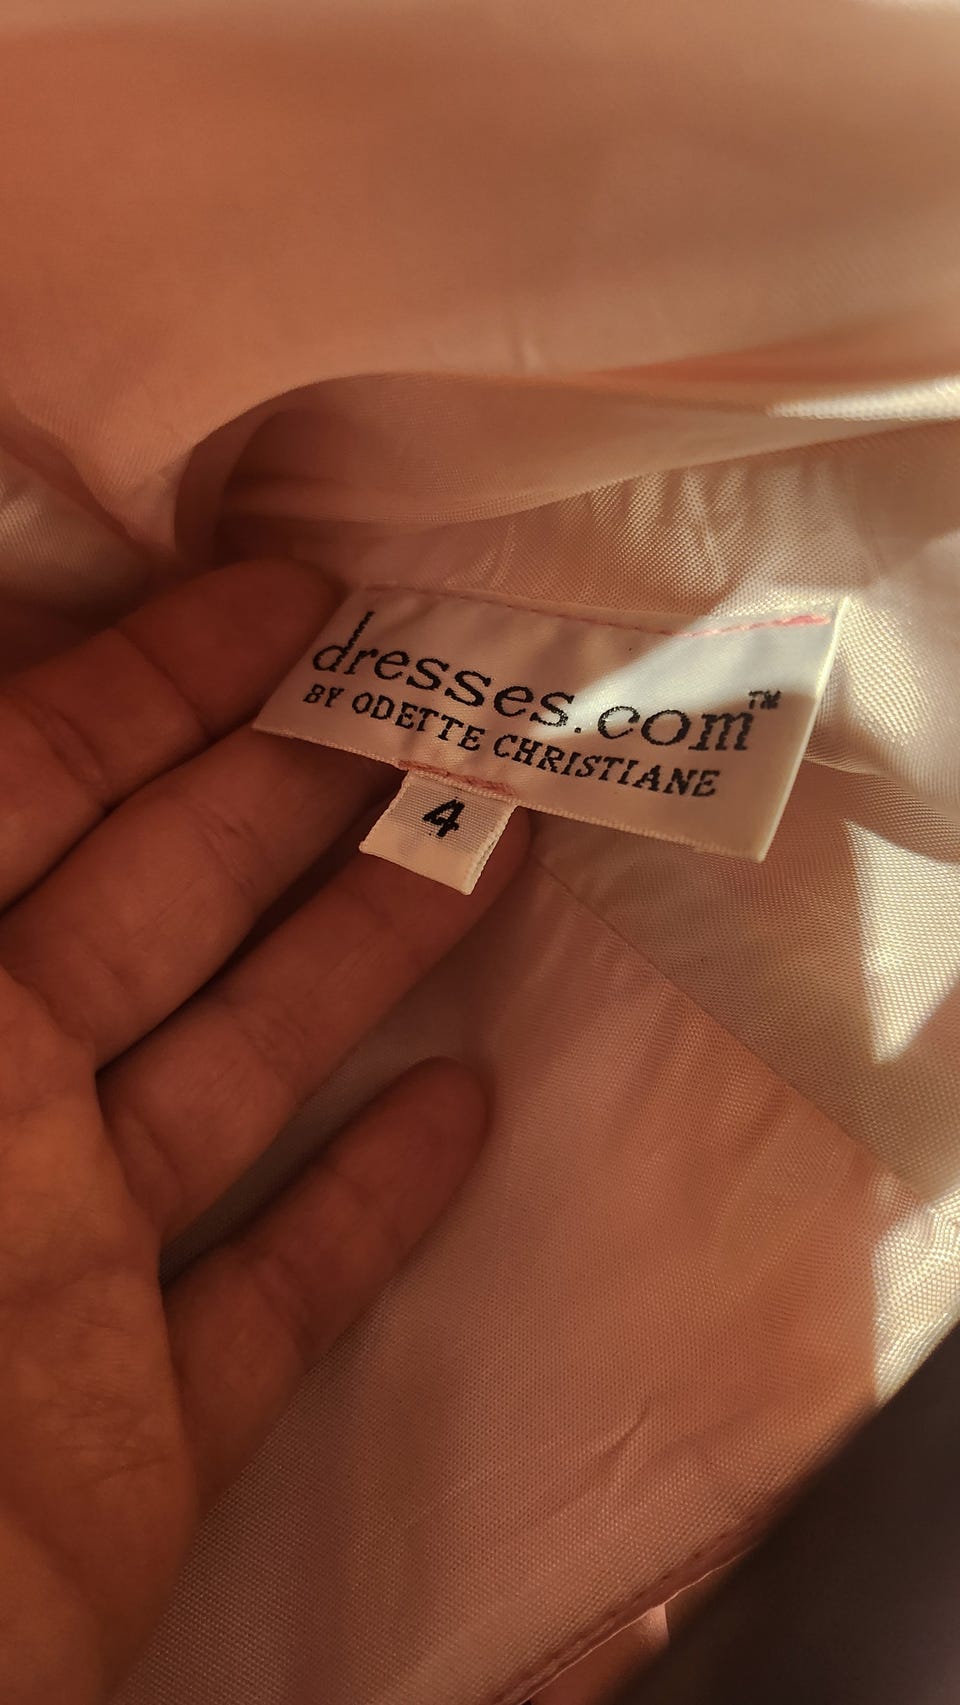 dresses.com™
BY ODETTE CHRISTIANE
4